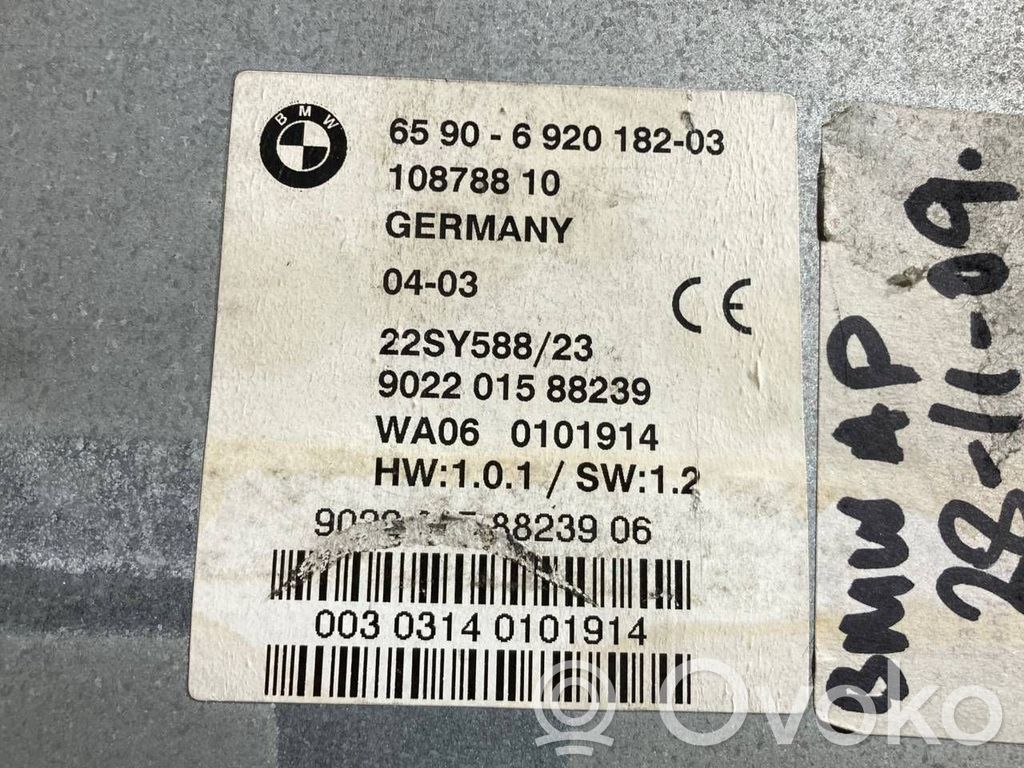 BMW
65 90 - 6 920 182-03
108788 10
GERMANY
04-03
CE
22SY588/23
9022 015 88239
WA06 0101914
HW:1.0.1 / SW:1.2
88239 06
003 0314 0101914
BMW AP
28-11-09.
Ovoko